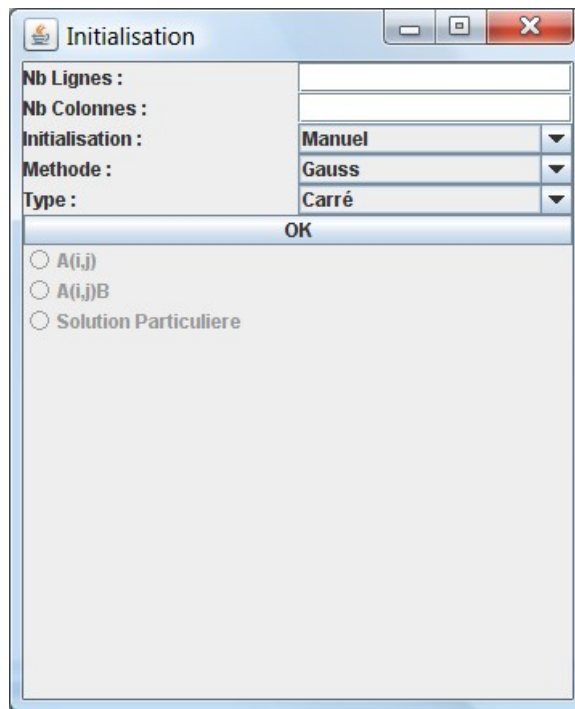 Initialisation
Nb Lignes :
Nb Colonnes :
Initialisation : Manuel
Methode : Gauss
Type : Carré
OK
A(i,j)
A(i,j)B
Solution Particuliere